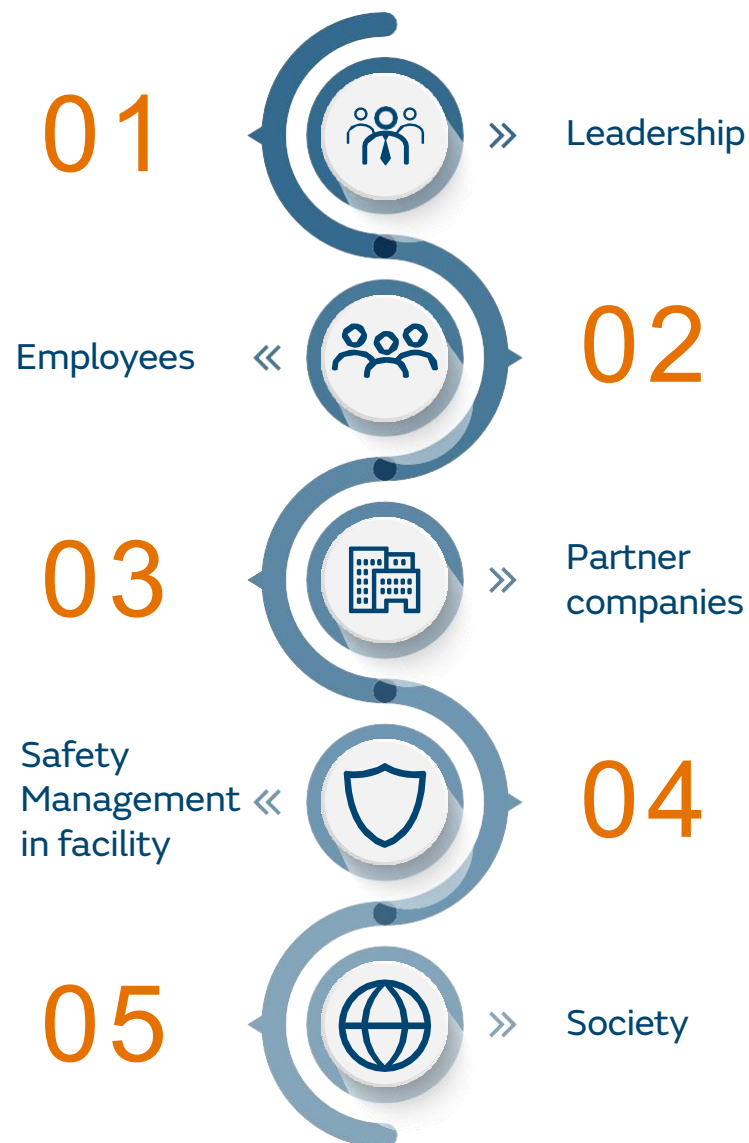 01
Leadership
Employees
02
03
Partner
companies
Safety
Management
in facility
04
05
Society